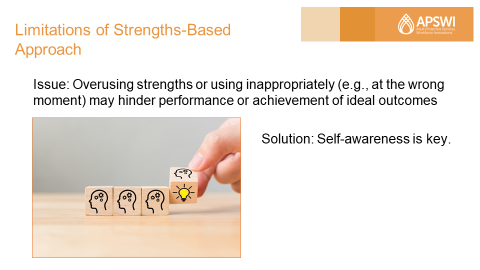 Limitations of Strengths-Based
Approach
APSWI
Issue: Overusing strengths or using inappropriately (e.g., at the wrong
moment) may hinder performance or achievement of ideal outcomes
Solution: Self-awareness is key.